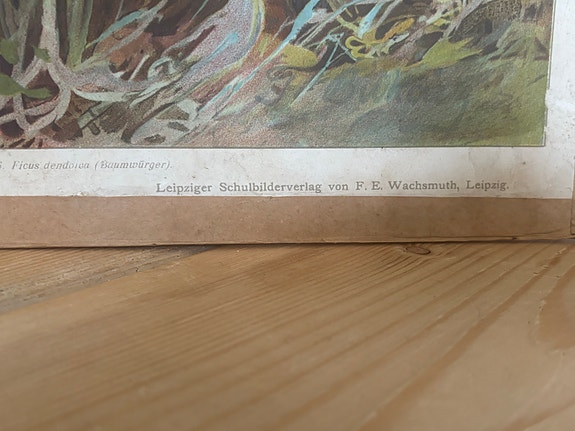 Ficus dendoica (Baumwürger).
Leipziger Schulbilderverlag von F. E. Wachsmuth, Leipzig.